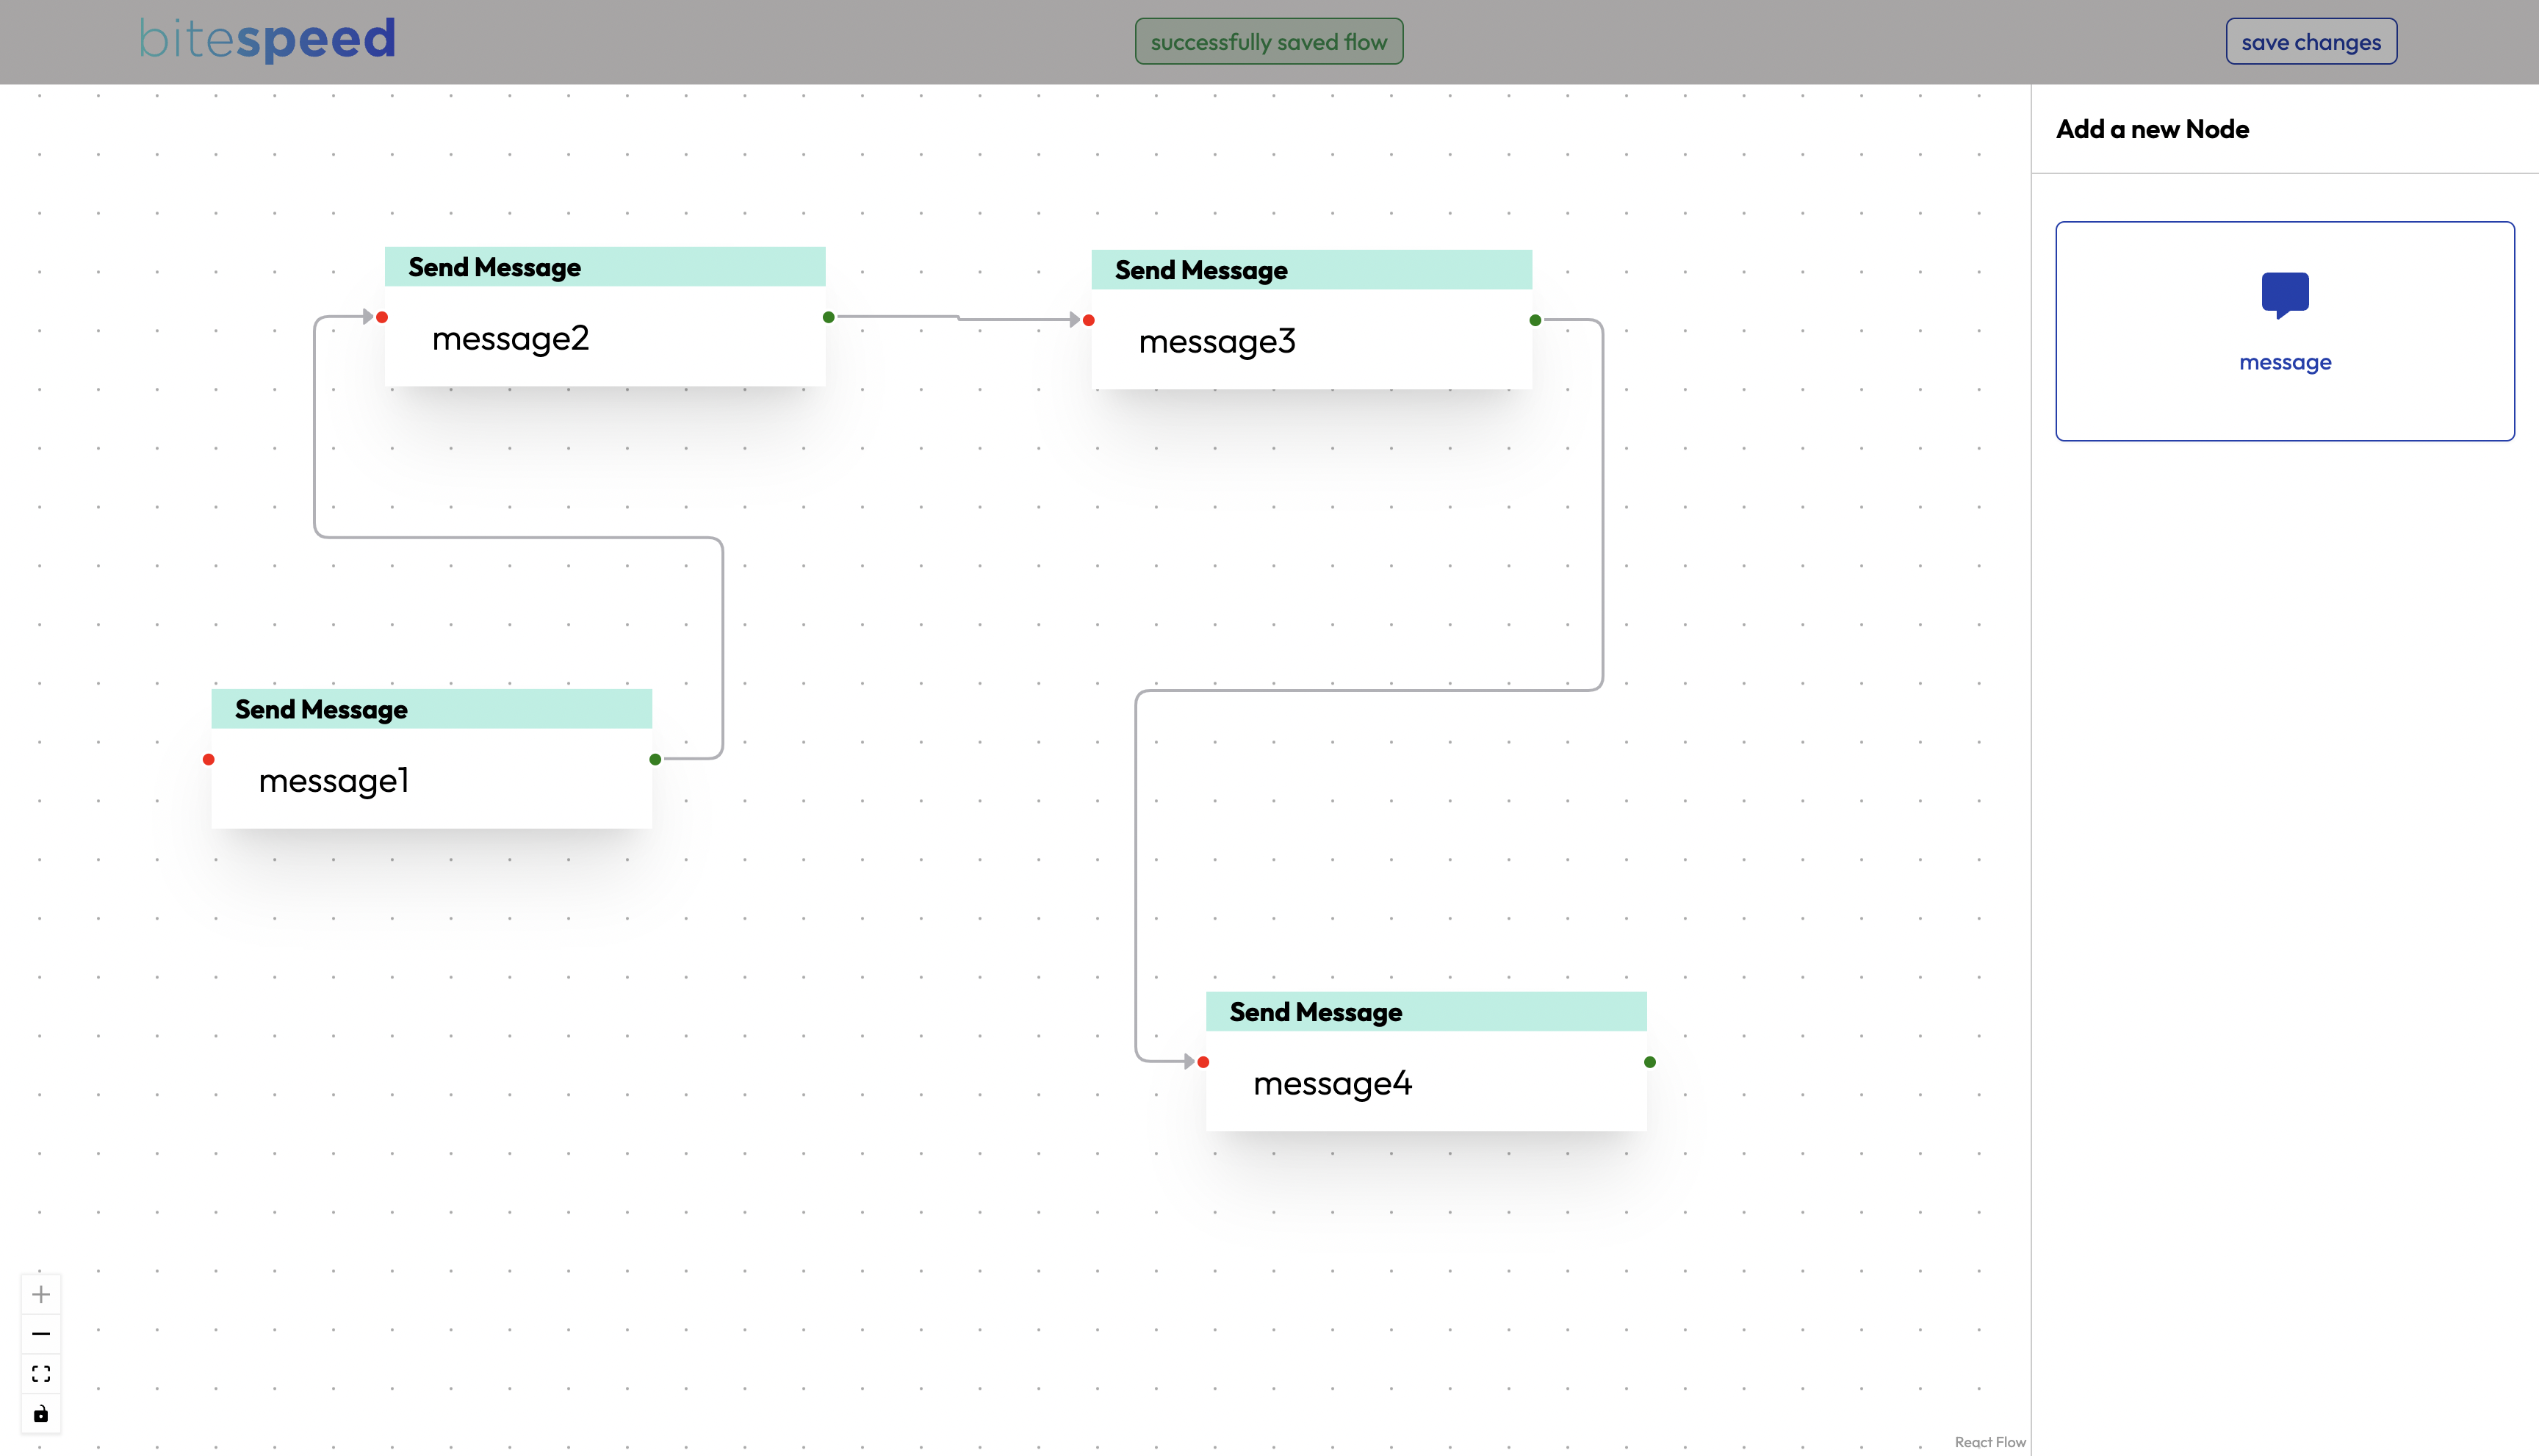 bitespeed
successfully saved flow
save changes
Add a new Node
message
Send Message
message2
Send Message
message3
Send Message
message1
Send Message
message4
React Flow